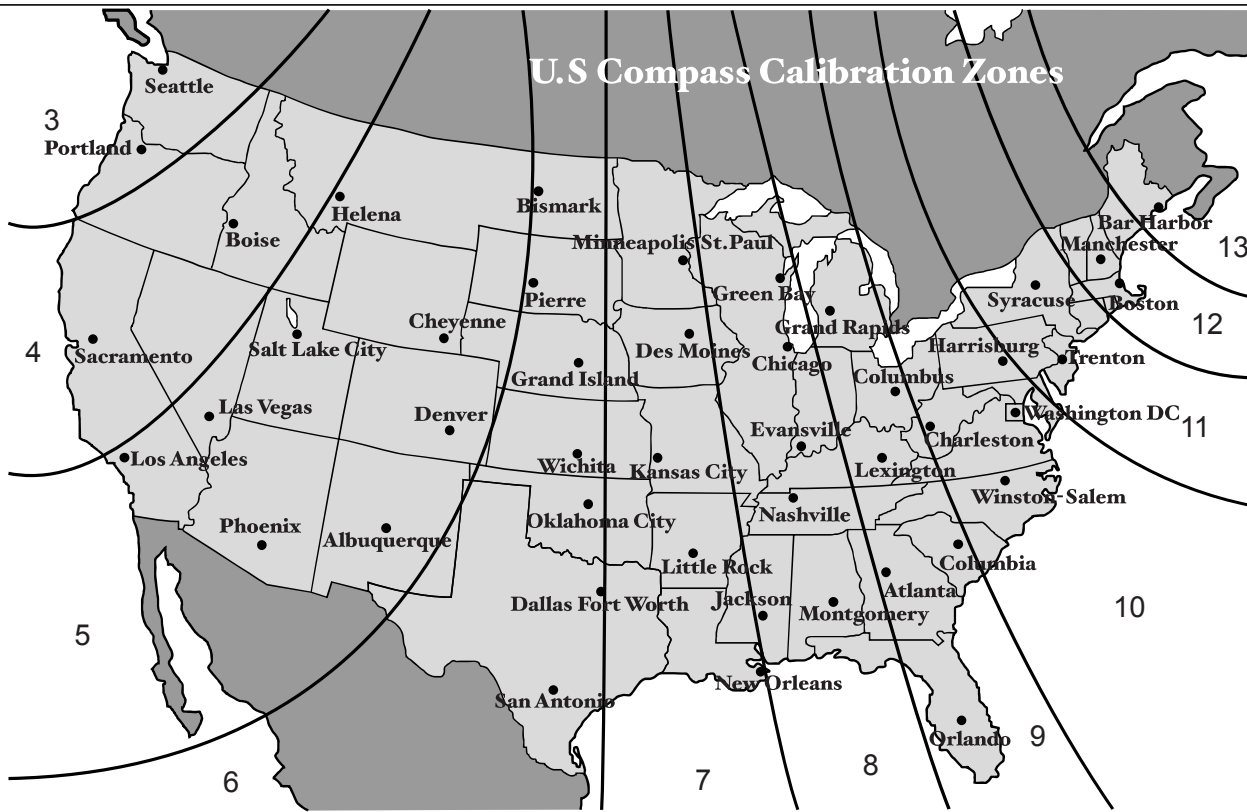 U.S Compass Calibration Zones
Seattle
3
Portland
Helena
Bismark
Boise
Bar Harbor
Minneapolis St.Paul
Manchester
13
Pierre
Green Bay
Syracuse
Boston
Cheyenne
Grand Rapids
12
4
Sacramento
Salt Lake City
Des Moines
Harrisburg
Trenton
Chicago
Grand Island
Columbus
Las Vegas
Denver
Washington DC
11
Evansville
Charleston
Los Angeles
Wichita
Kansas City
Lexington
Winston-Salem
Phoenix
Oklahoma City
Nashville
Albuquerque
Little Rock
Columbia
Atlanta
Dallas Fort Worth
Jackson
Montgomery
10
5
New Orleans
San Antonio
Orlando
9
6
7
8